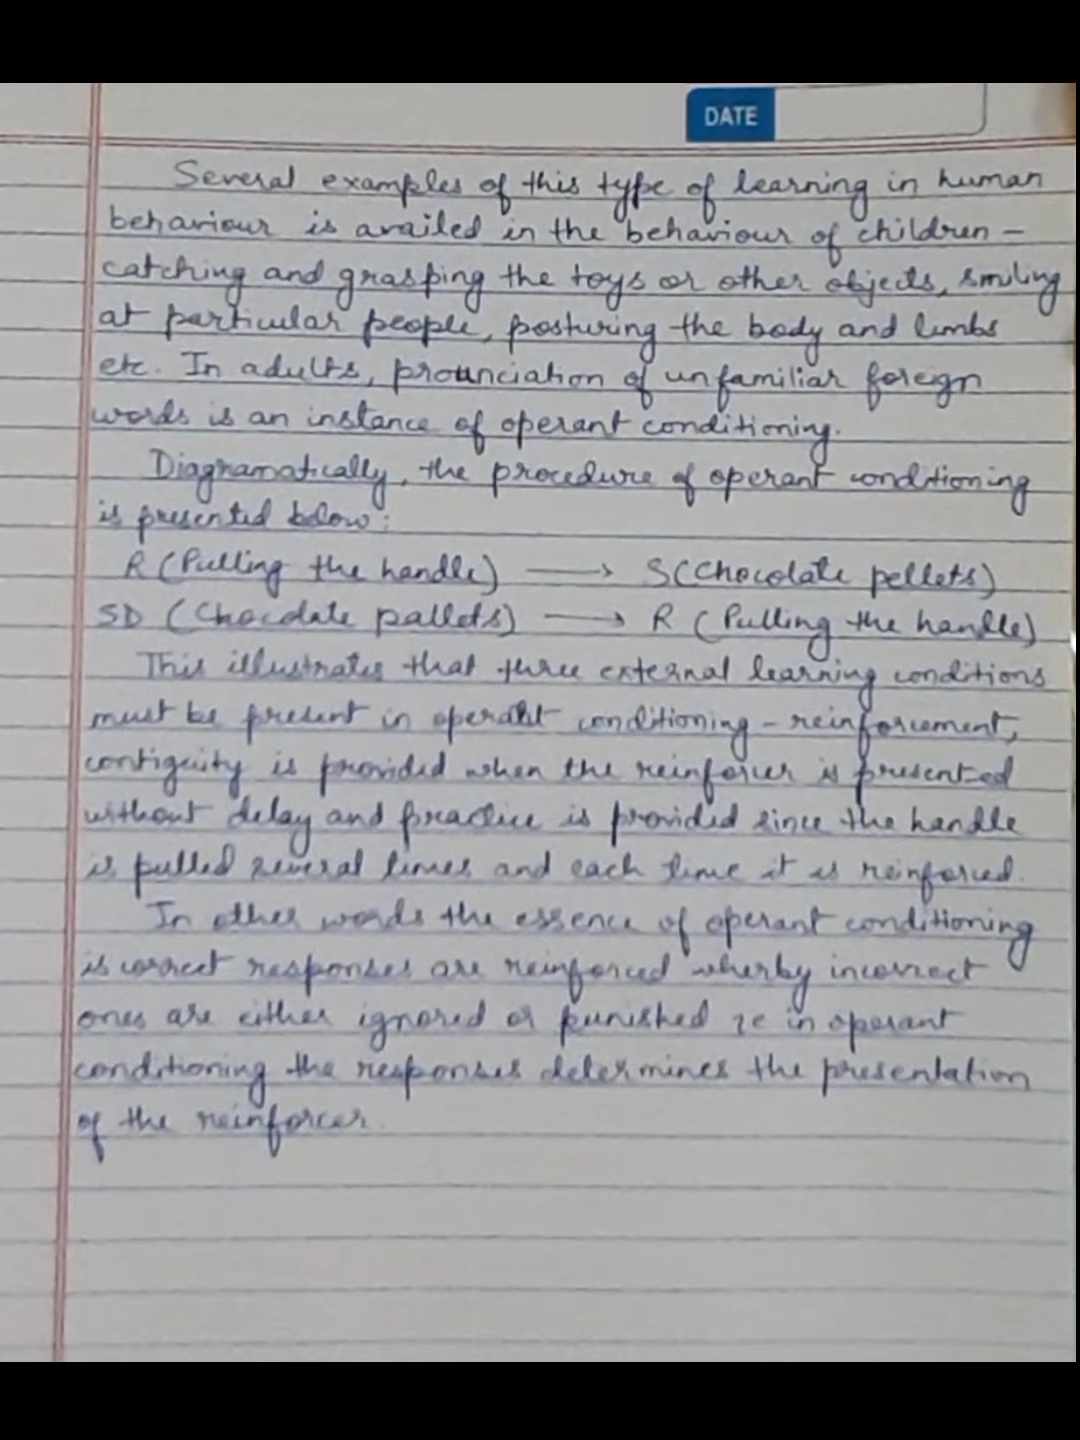 DATE
Several examples of this type of learning in human
behaviour is availed in the behaviour of children -
catching and grasping the toys or other objects, smiling
at particular people, posturing the body and limbs
etc. In adults, prounciation of unfamiliar foreign
words is an instance of operant conditioning.
Diagramatically, the procedure of operant conditioning
is presented below:
R (Pulling the handle) → S(Chocolate pellets)
SD (Chocolate pallets) → R (Pulling the handle)
This illustrates that three external learning conditions
must be present in operant conditioning - reinforcement,
contiguity is provided when the reinforcer is presented
without delay and practice is provided since the handle
is pulled several times and each time it is reinforced.
In other words the essence of operant conditioning
is correct responses are reinforced wherby incorrect
ones are either ignored or punished ie in operant
conditioning the responses determines the presentation
of the reinforcer.